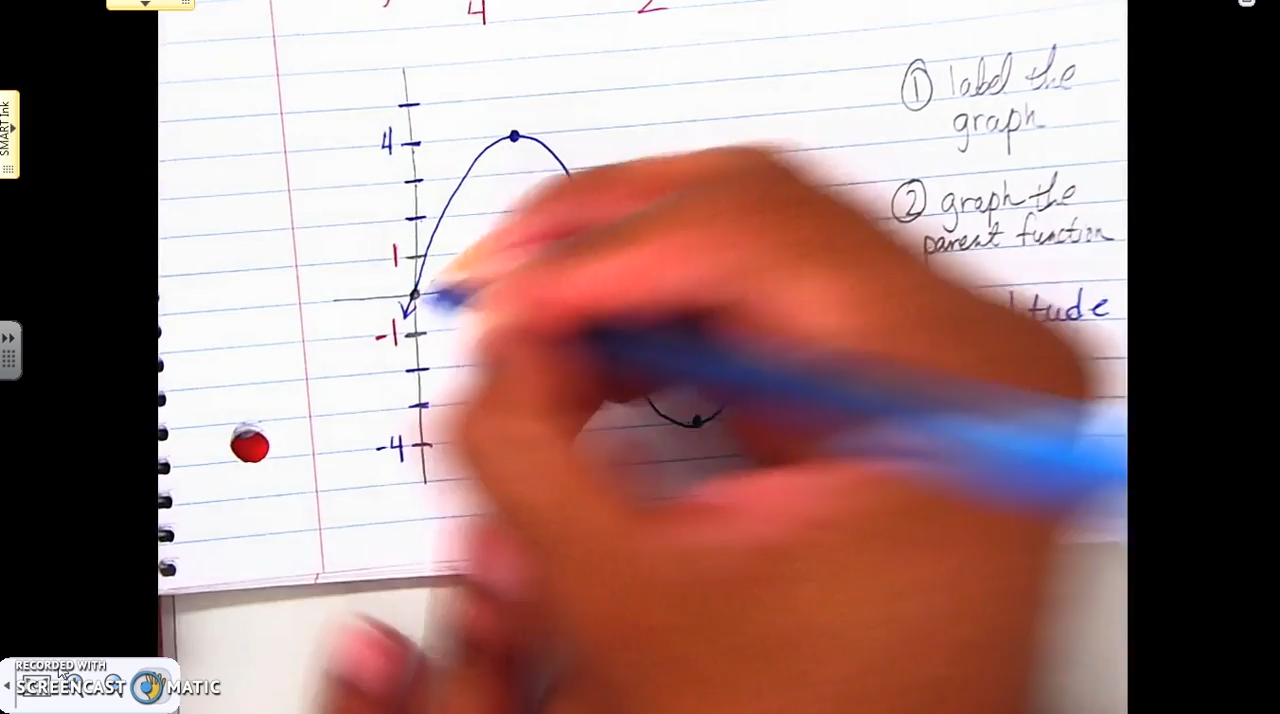 4
① label the
graph
4
② graph the
parent function
1
-1
-4
SMART Ink
RECORDED WITH
SCREENCAST MATIC